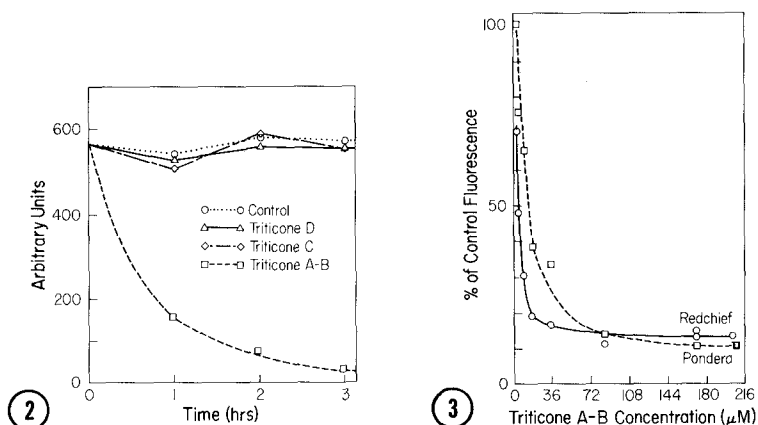 600
400
200
0
Arbitrary Units
Control
Triticone D
Triticone C
Triticone A-B
0 1 2 3
Time (hrs)
2
100
50
0
% of Control Fluorescence
Redchief
Pondera
0 36 72 108 144 180 216
Triticone A-B Concentration (µM)
3